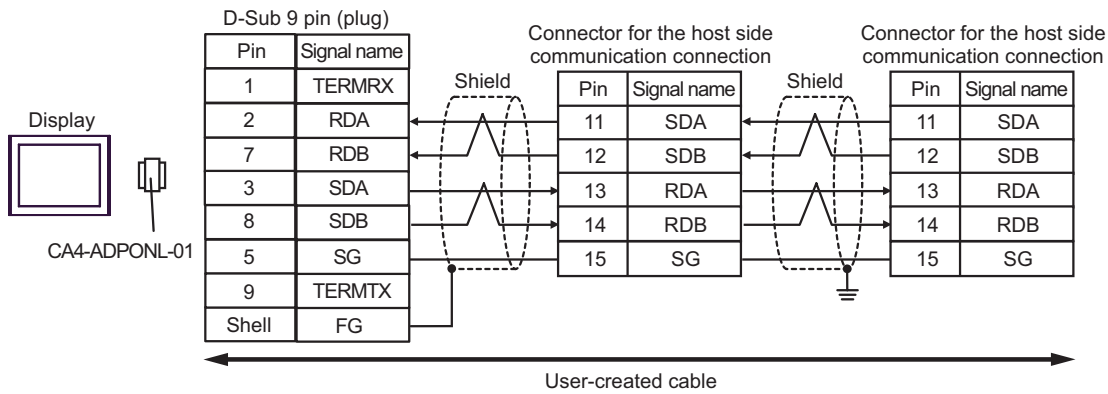 D-Sub 9 pin (plug)
Pin Signal name
1 TERMRX
2 RDA
7 RDB
3 SDA
8 SDB
5 SG
9 TERMTX
Shell FG
Display
CA4-ADPONL-01
Shield
Connector for the host side
communication connection
Pin Signal name
11 SDA
12 SDB
13 RDA
14 RDB
15 SG
Shield
Connector for the host side
communication connection
Pin Signal name
11 SDA
12 SDB
13 RDA
14 RDB
15 SG
User-created cable